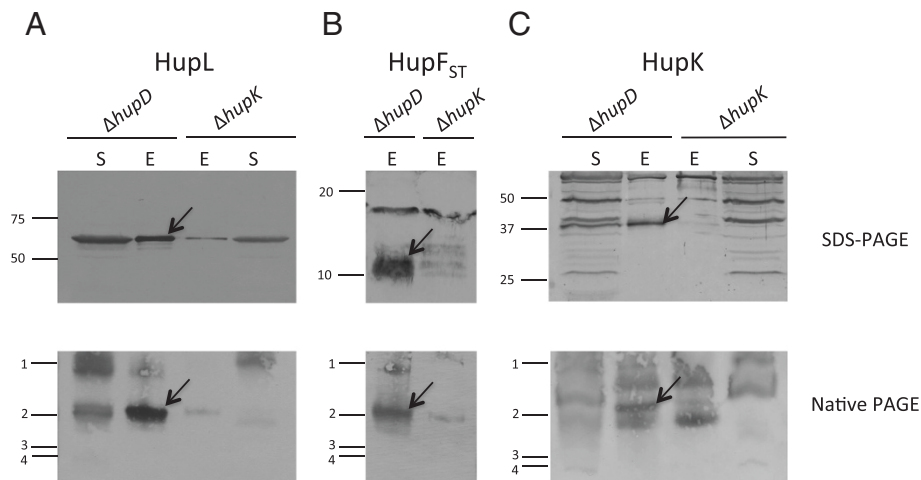 A
HupL
ΔhupD ΔhupK
S E E S
75
50
1
2
3
4
B
HupF_ST
ΔhupD ΔhupK
E E
20
10
1
2
3
4
C
HupK
ΔhupD ΔhupK
S E E S
50
37
25
SDS-PAGE
1
2
3
4
Native PAGE